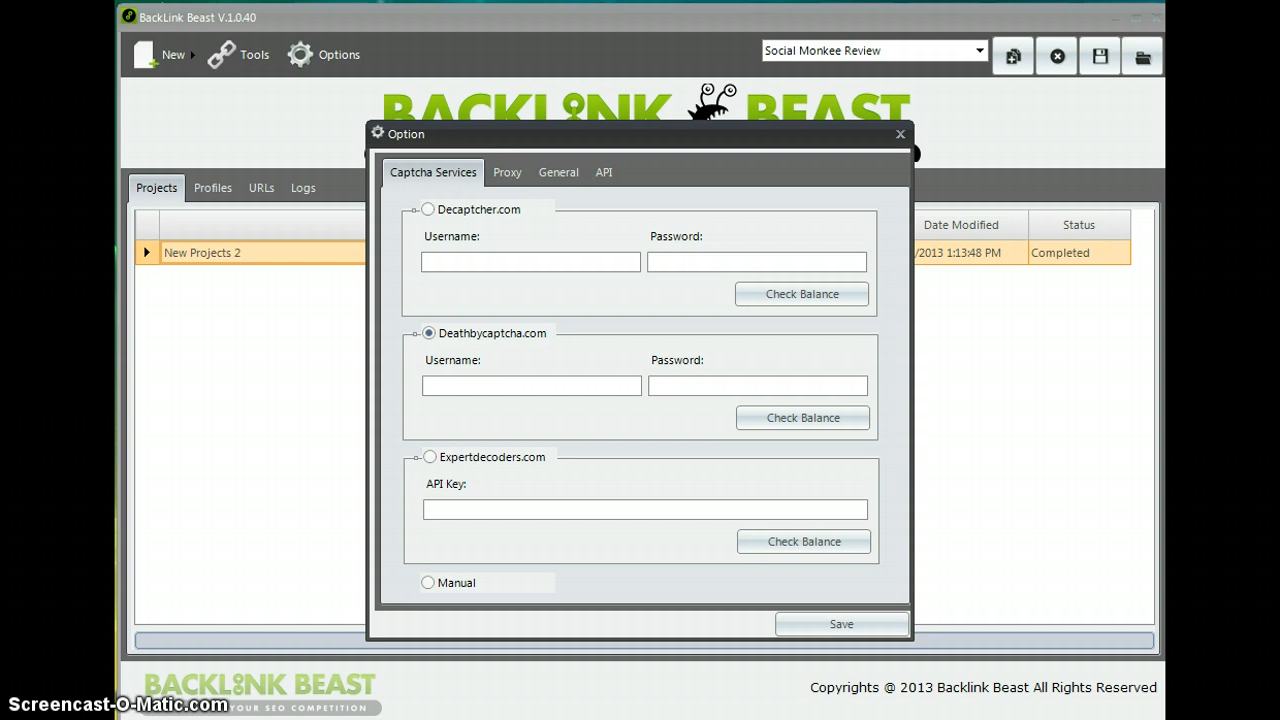 BackLink Beast V.1.0.40
New Tools Options Social Monkee Review
BACKLINK BEAST
Option
Captcha Services Proxy General API
Projects Profiles URLs Logs
Decaptcher.com
Date Modified Status
Username: Password:
New Projects 2 /2013 1:13:48 PM Completed
Check Balance
Deathbycaptcha.com
Username: Password:
Check Balance
Expertdecoders.com
API Key:
Check Balance
Manual
Save
BACKLINK BEAST
Copyrights @ 2013 Backlink Beast All Rights Reserved
YOUR SEO COMPETITION
Screencast-O-Matic.com